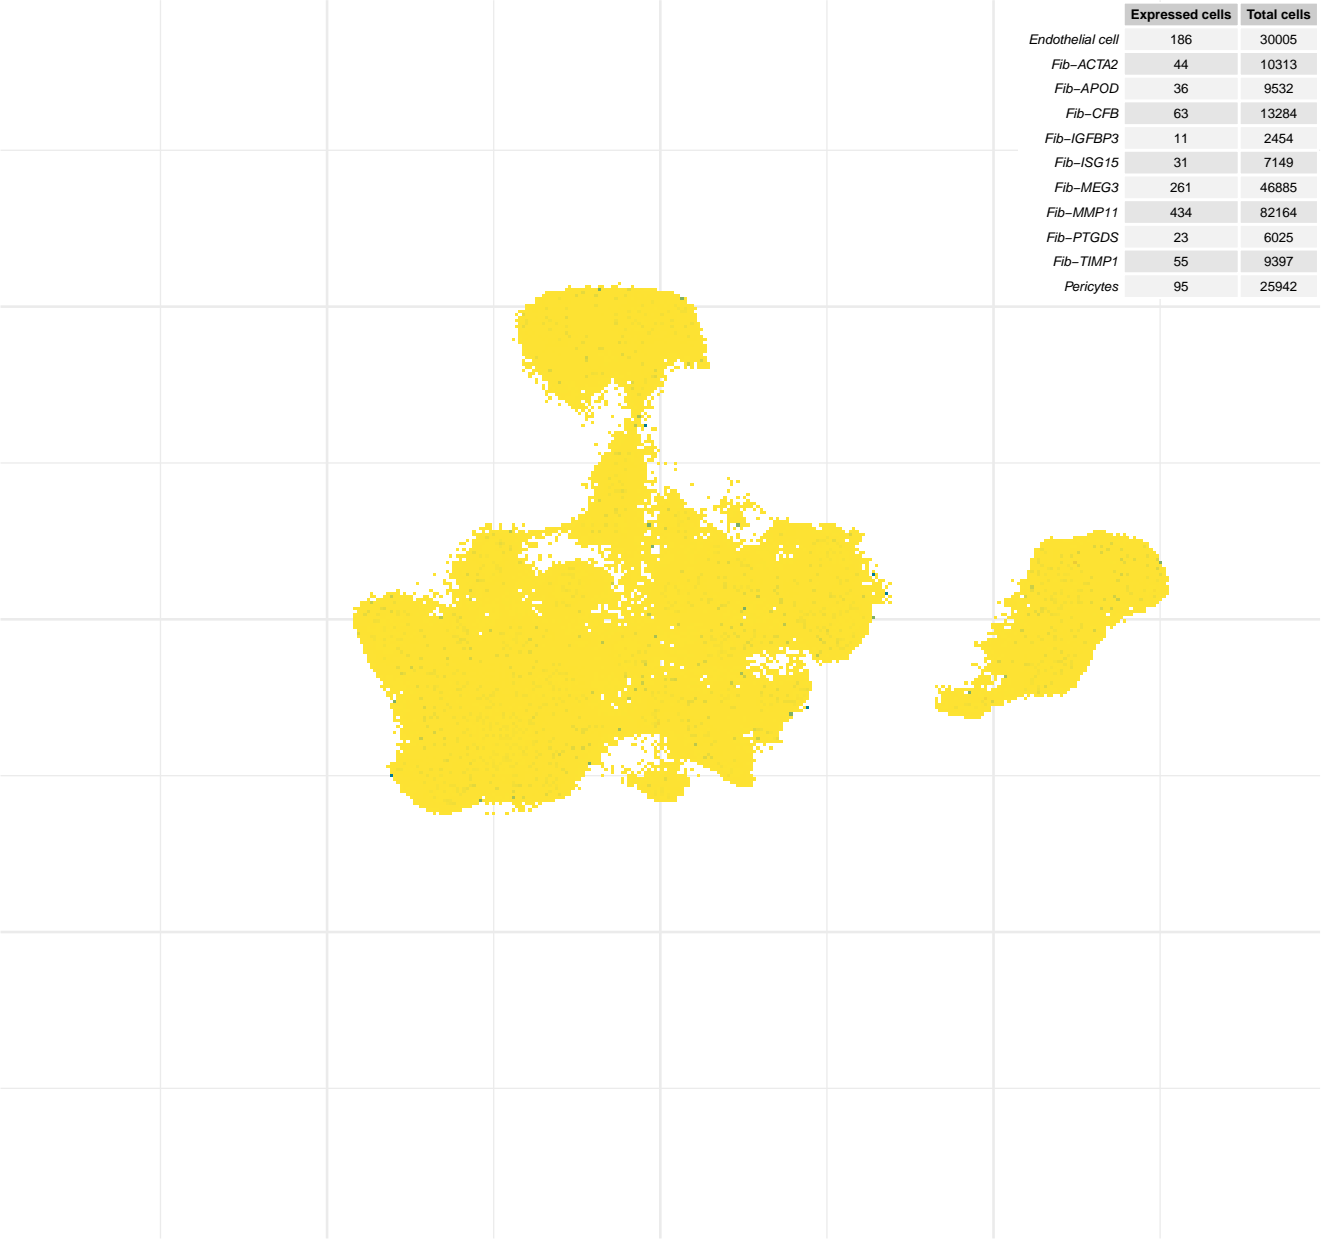 Expressed cells Total cells
Endothelial cell 186 30005
Fib−ACTA2 44 10313
Fib−APOD 36 9532
Fib−CFB 63 13284
Fib−IGFBP3 11 2454
Fib−ISG15 31 7149
Fib−MEG3 261 46885
Fib−MMP11 434 82164
Fib−PTGDS 23 6025
Fib−TIMP1 55 9397
Pericytes 95 25942